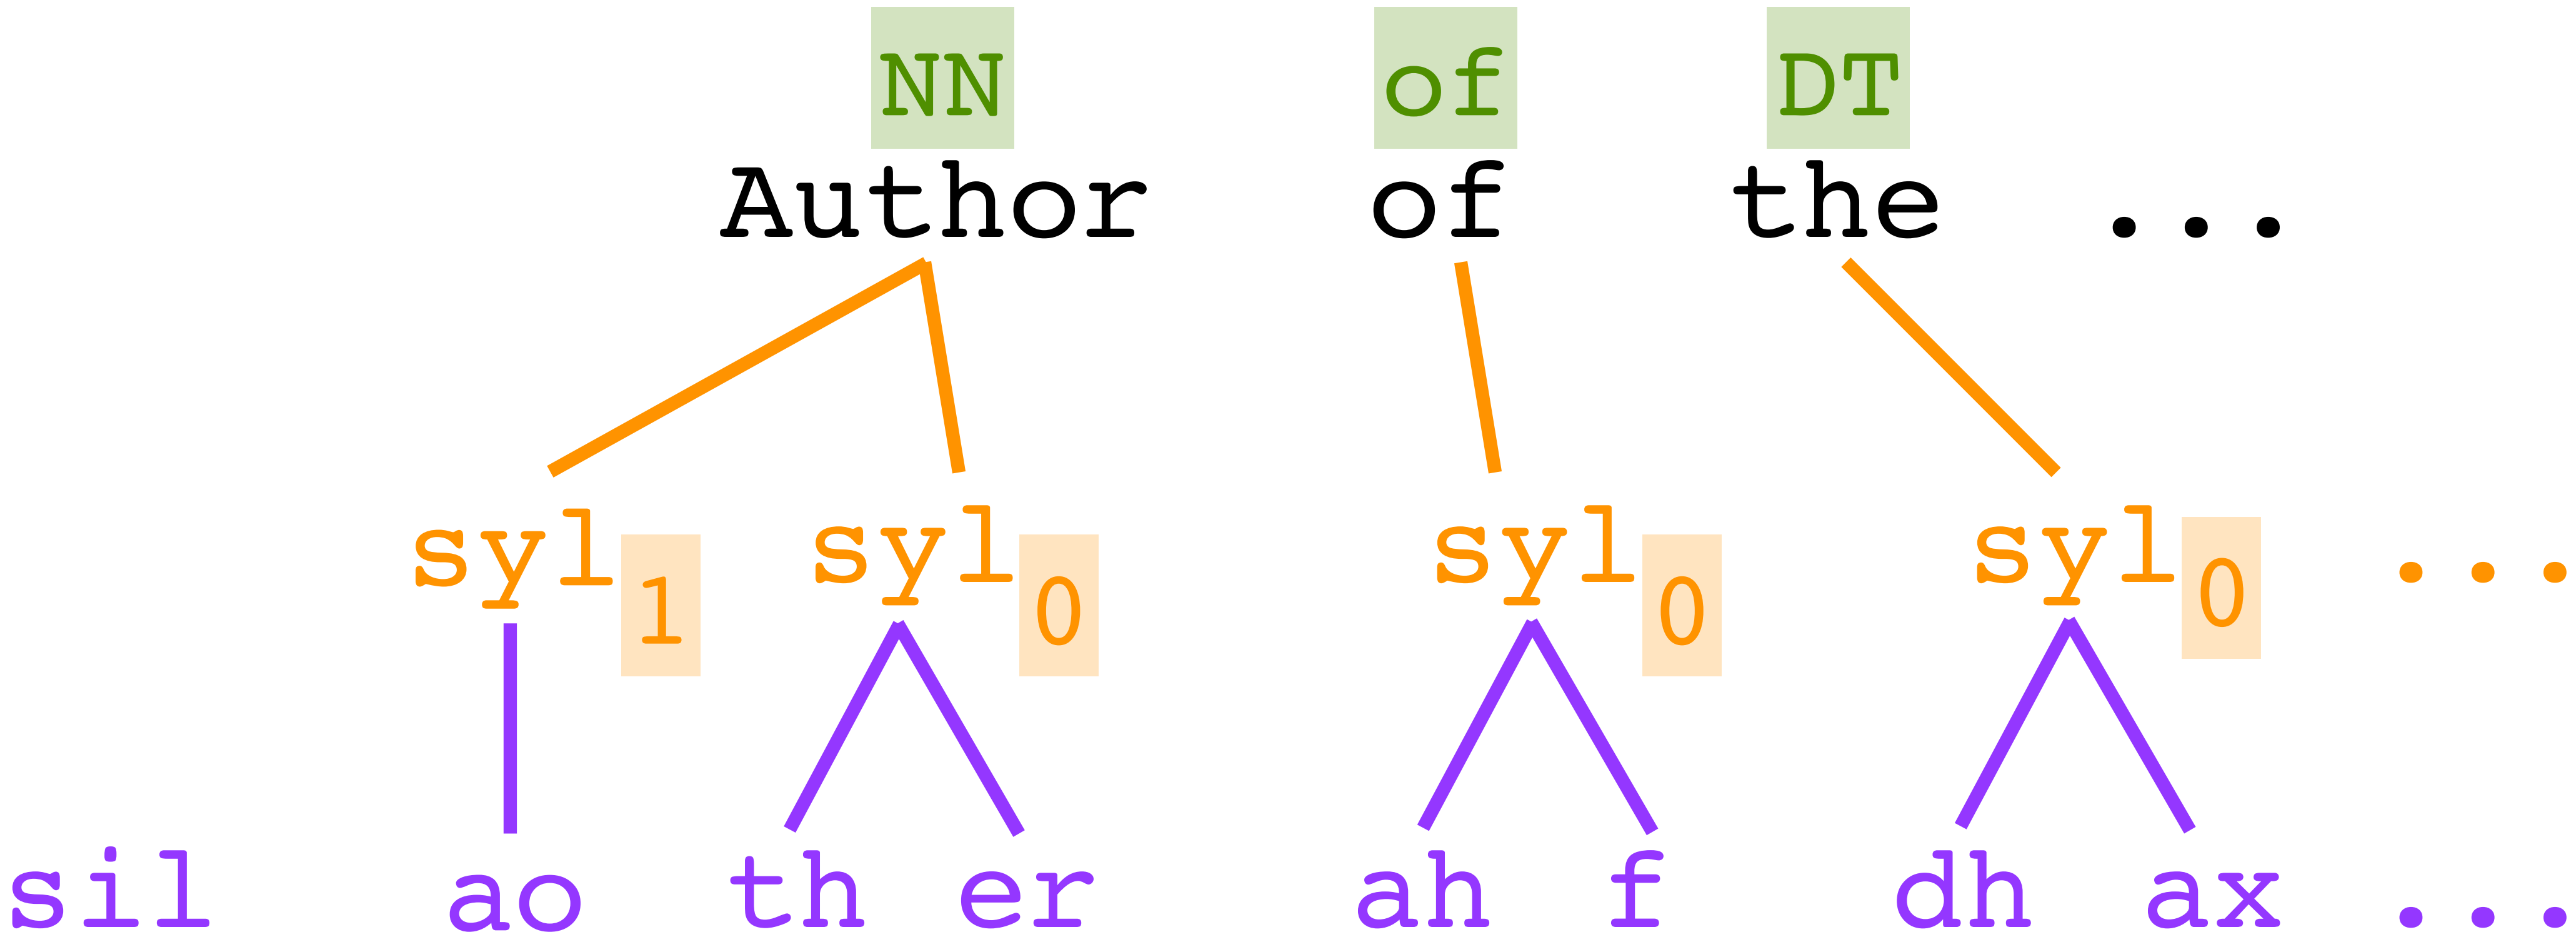 NN of DT
Author of the ...
syl1 syl0 syl0 syl0 ...
sil ao th er ah f dh ax ...